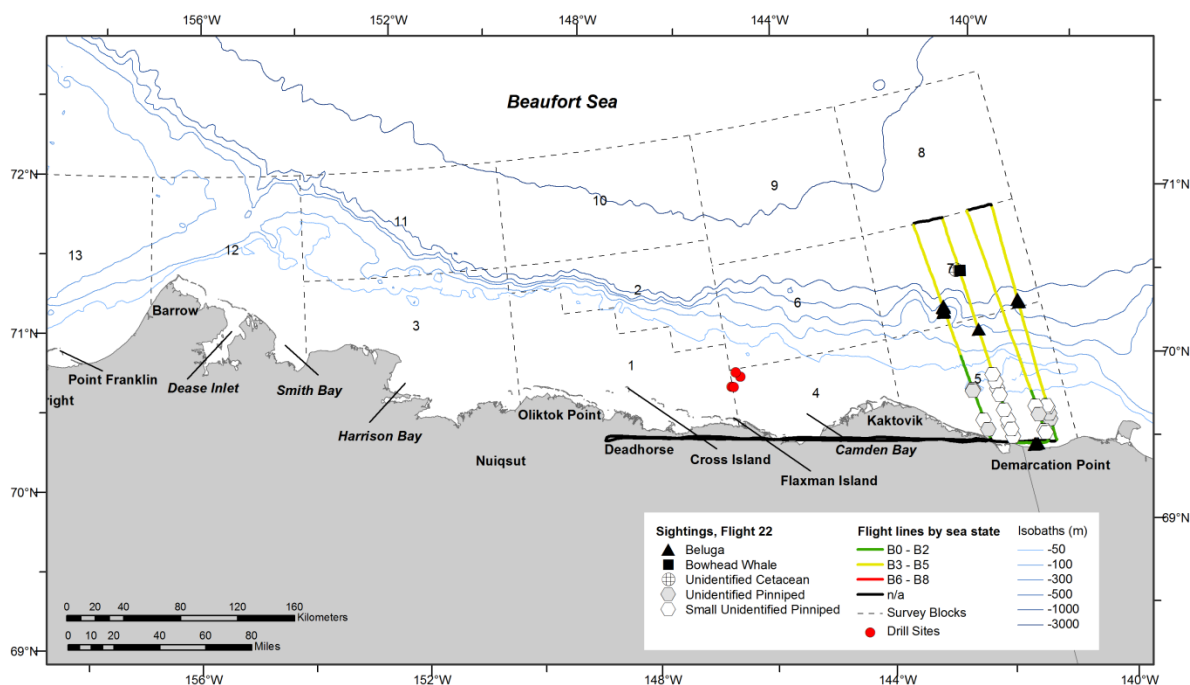 156°W
152°W
148°W
144°W
140°W
Beaufort Sea
72°N
71°N
8
9
10
11
12
13
7
2
6
3
1
5
4
71°N
70°N
Barrow
Point Franklin
right
Dease Inlet
Smith Bay
Harrison Bay
Oliktok Point
Nuiqsut
Deadhorse
Cross Island
Flaxman Island
Camden Bay
Kaktovik
Demarcation Point
70°N
69°N
69°N
Sightings, Flight 22
Beluga
Bowhead Whale
Unidentified Cetacean
Unidentified Pinniped
Small Unidentified Pinniped
Flight lines by sea state
B0 - B2
B3 - B5
B6 - B8
n/a
Survey Blocks
Drill Sites
Isobaths (m)
-50
-100
-300
-500
-1000
-3000
0 20 40 80 120 160
Kilometers
0 10 20 40 60 80
Miles
156°W
152°W
148°W
144°W
140°W